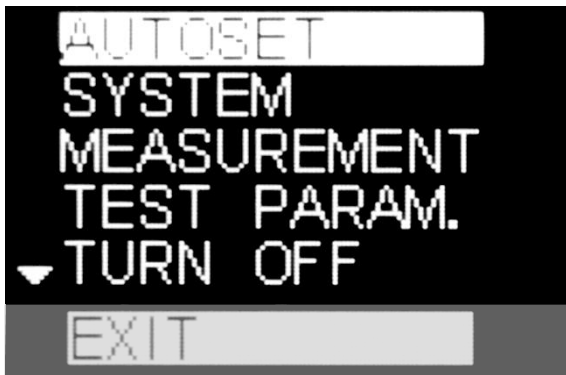 AUTOSET
SYSTEM
MEASUREMENT
TEST PARAM.
TURN OFF
EXIT